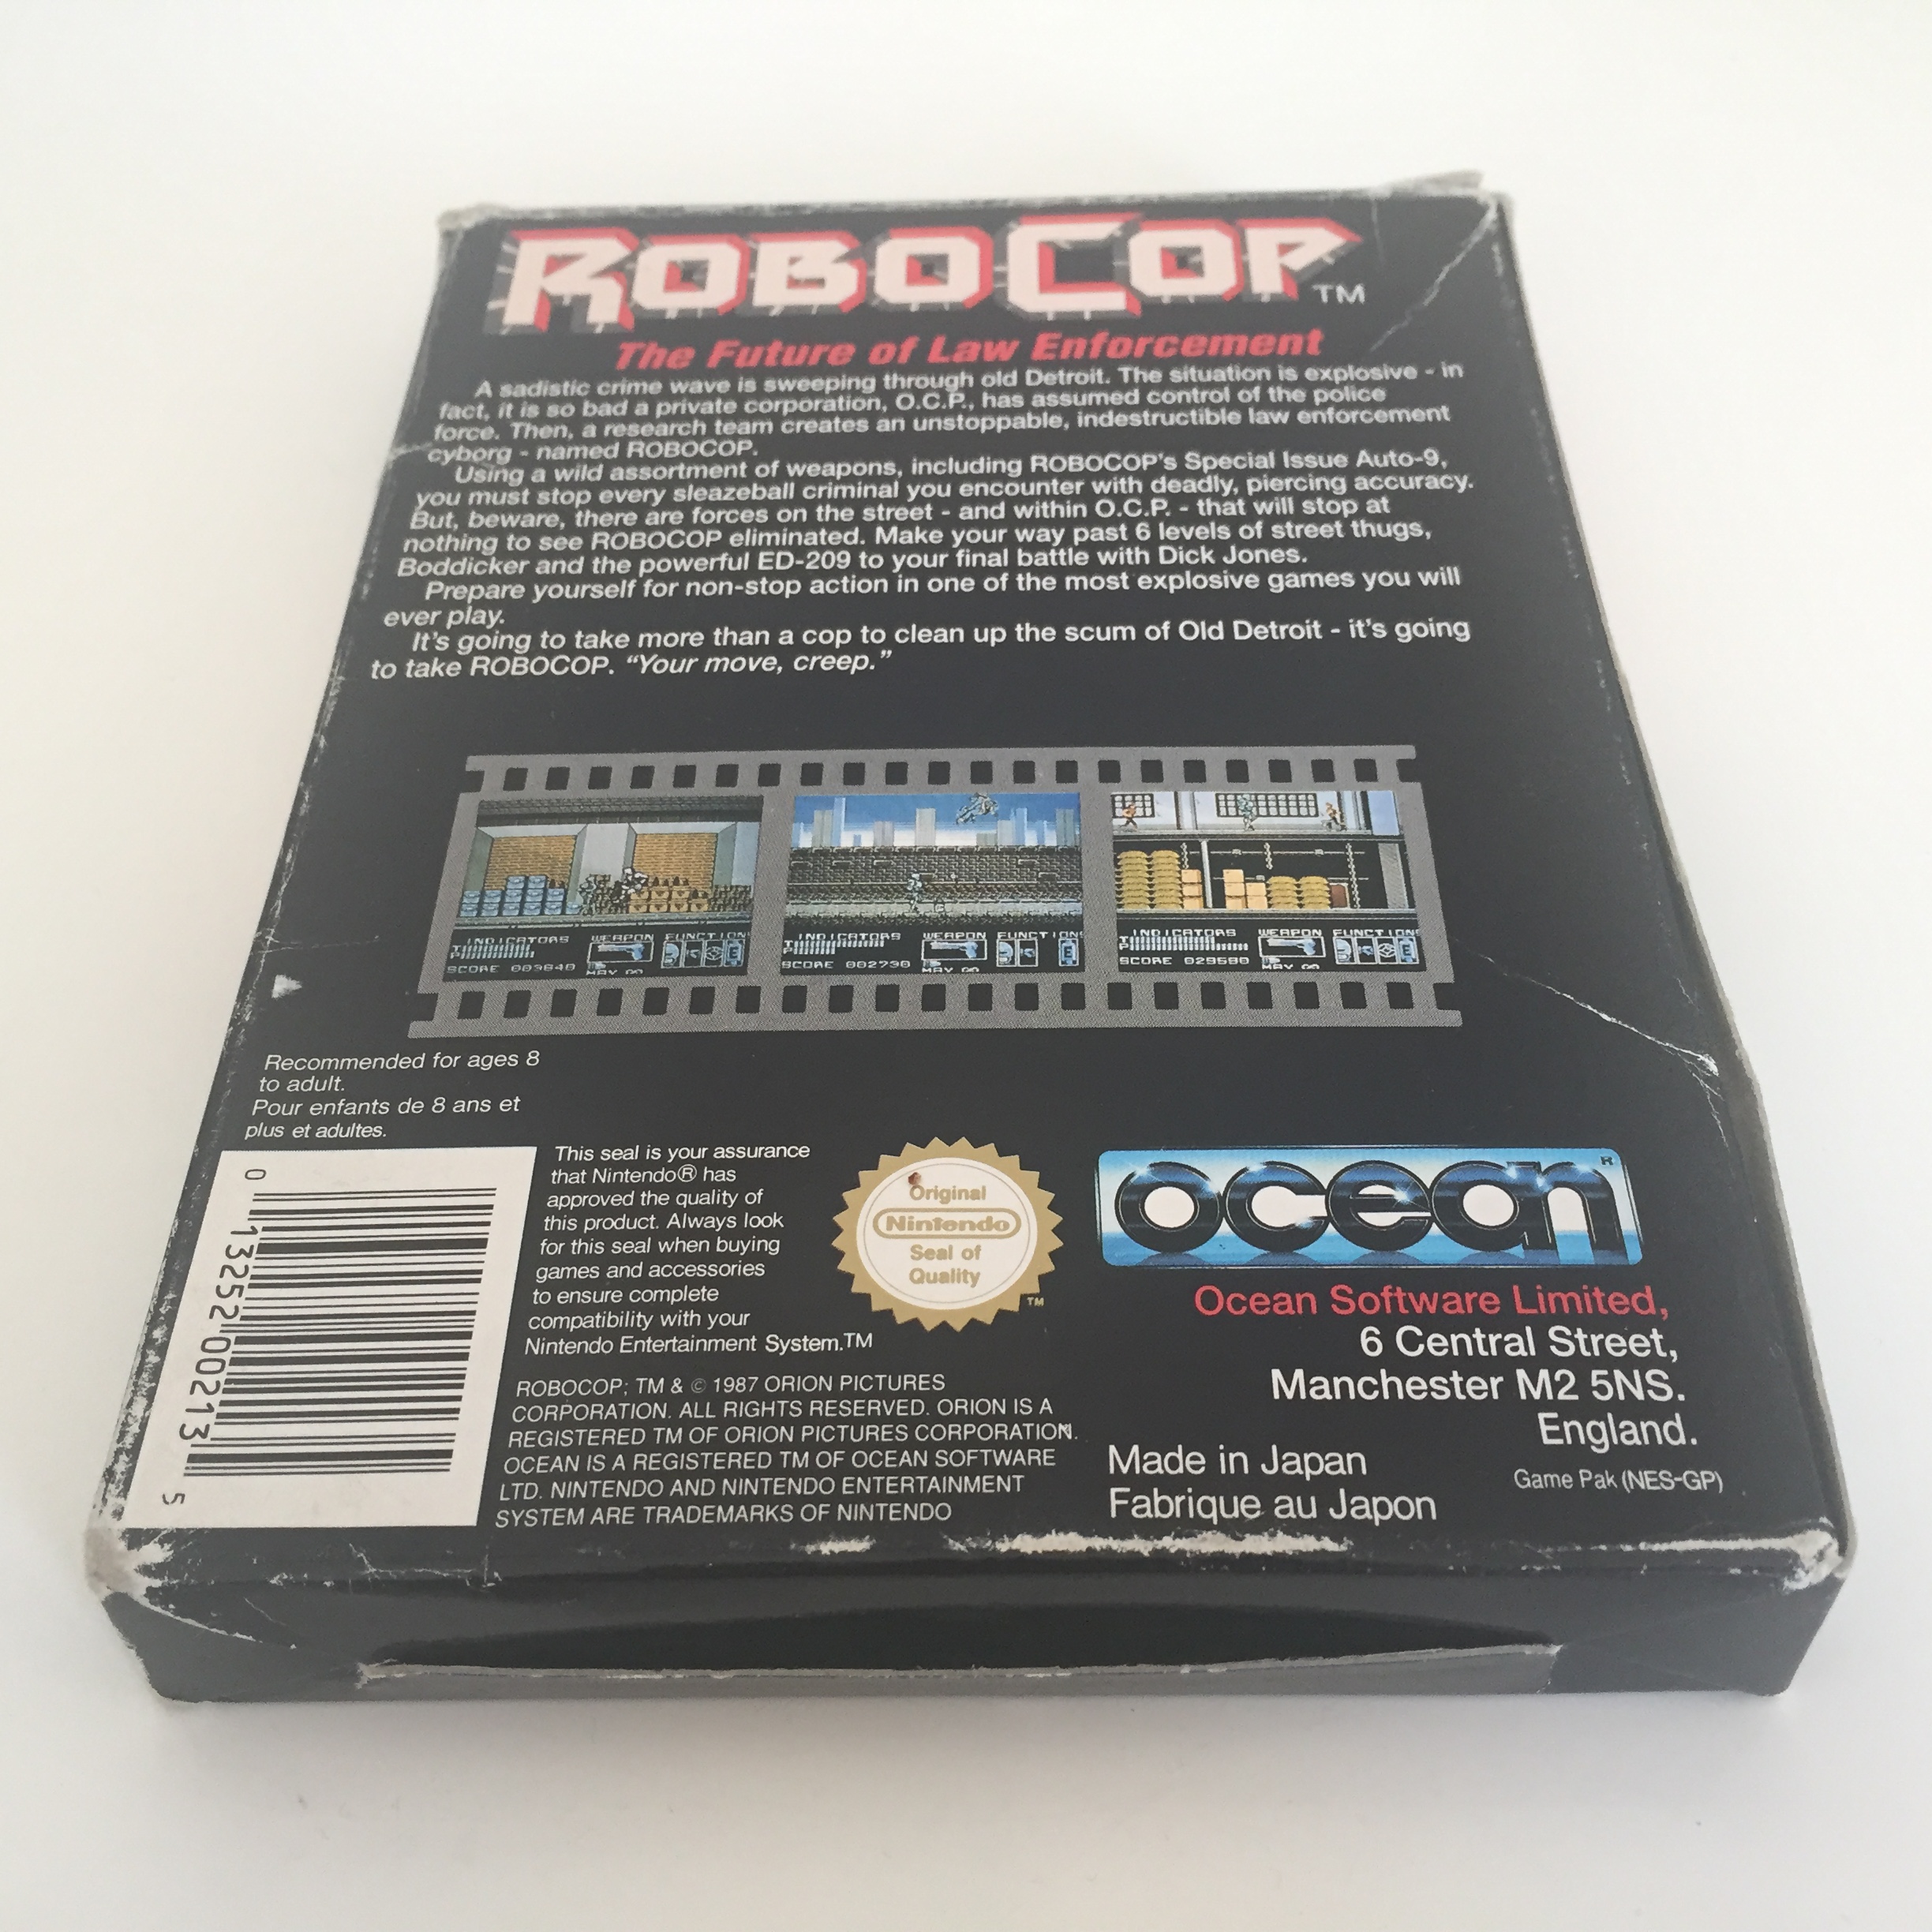 ROBOCOP™
The Future of Law Enforcement
A sadistic crime wave is sweeping through old Detroit. The situation is explosive - in
fact, it is so bad a private corporation, O.C.P., has assumed control of the police
force. Then, a research team creates an unstoppable, indestructible law enforcement
cyborg - named ROBOCOP.
Using a wild assortment of weapons, including ROBOCOP's Special Issue Auto-9,
you must stop every sleazeball criminal you encounter with deadly, piercing accuracy.
But, beware, there are forces on the street - and within O.C.P. - that will stop at
nothing to see ROBOCOP eliminated. Make your way past 6 levels of street thugs,
Boddicker and the powerful ED-209 to your final battle with Dick Jones.
Prepare yourself for non-stop action in one of the most explosive games you will
ever play.
It's going to take more than a cop to clean up the scum of Old Detroit - it's going
to take ROBOCOP. “Your move, creep.”
INDICATORS WEAPON FUNCTION
T
P
E
SCORE 003640
INDICATORS WEAPON FUNCTION
T
P
E
SCORE 002730
INDICATORS WEAPON FUNCTION
T
P
E
SCORE 029590
Recommended for ages 8
to adult.
Pour enfants de 8 ans et
plus et adultes.
0 13252 00213 5
This seal is your assurance
that Nintendo® has
approved the quality of
this product. Always look
for this seal when buying
games and accessories
to ensure complete
compatibility with your
Nintendo Entertainment System.™
Original
Nintendo
Seal of
Quality
TM
ocean®
Ocean Software Limited,
6 Central Street,
Manchester M2 5NS.
England.
ROBOCOP; TM & © 1987 ORION PICTURES
CORPORATION. ALL RIGHTS RESERVED. ORION IS A
REGISTERED TM OF ORION PICTURES CORPORATION.
OCEAN IS A REGISTERED TM OF OCEAN SOFTWARE
LTD. NINTENDO AND NINTENDO ENTERTAINMENT
SYSTEM ARE TRADEMARKS OF NINTENDO
Made in Japan
Fabrique au Japon
Game Pak (NES-GP)